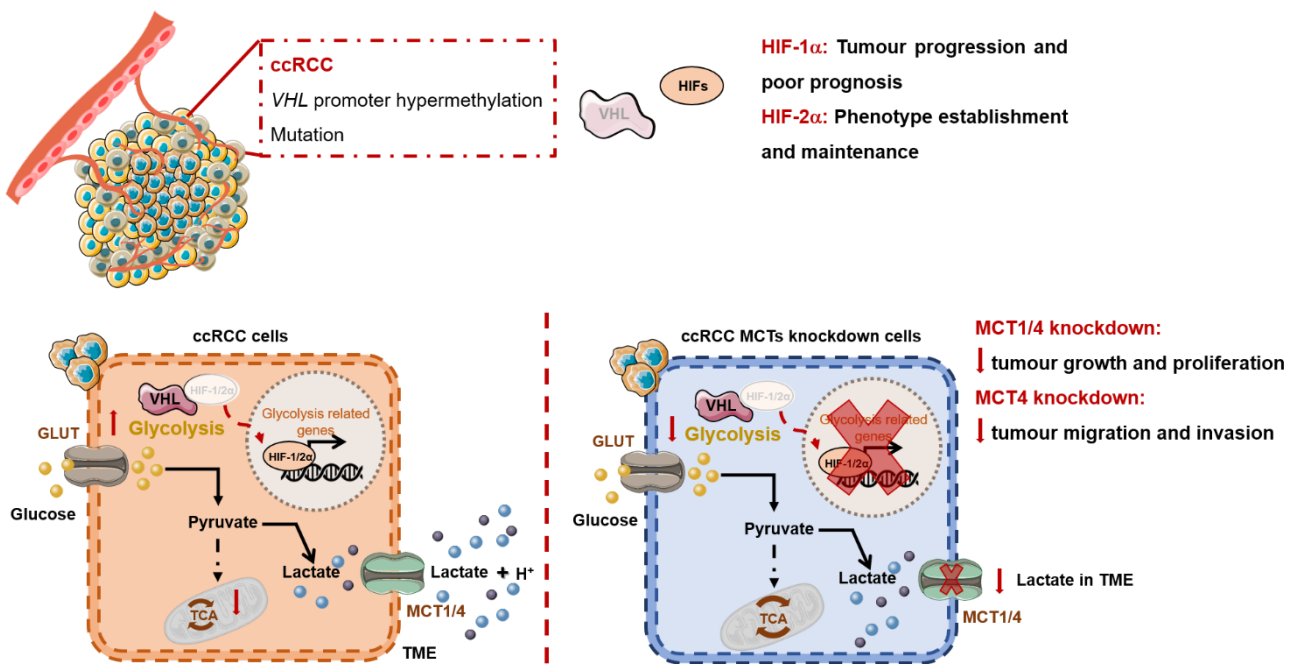 ccRCC
VHL promoter hypermethylation
Mutation
VHL
HIFs
HIF-1α: Tumour progression and
poor prognosis
HIF-2α: Phenotype establishment
and maintenance
ccRCC cells
VHL
HIF-1/2α
Glycolysis related
genes
HIF-1/2α
GLUT
Glycolysis
Glucose
Pyruvate
Lactate
Lactate + H⁺
MCT1/4
TCA
TME
ccRCC MCTs knockdown cells
VHL
HIF-1/2α
Glycolysis related
genes
HIF-1/2α
GLUT
Glycolysis
Glucose
Pyruvate
Lactate
Lactate in TME
MCT1/4
TCA
MCT1/4 knockdown:
↓ tumour growth and proliferation
MCT4 knockdown:
↓ tumour migration and invasion